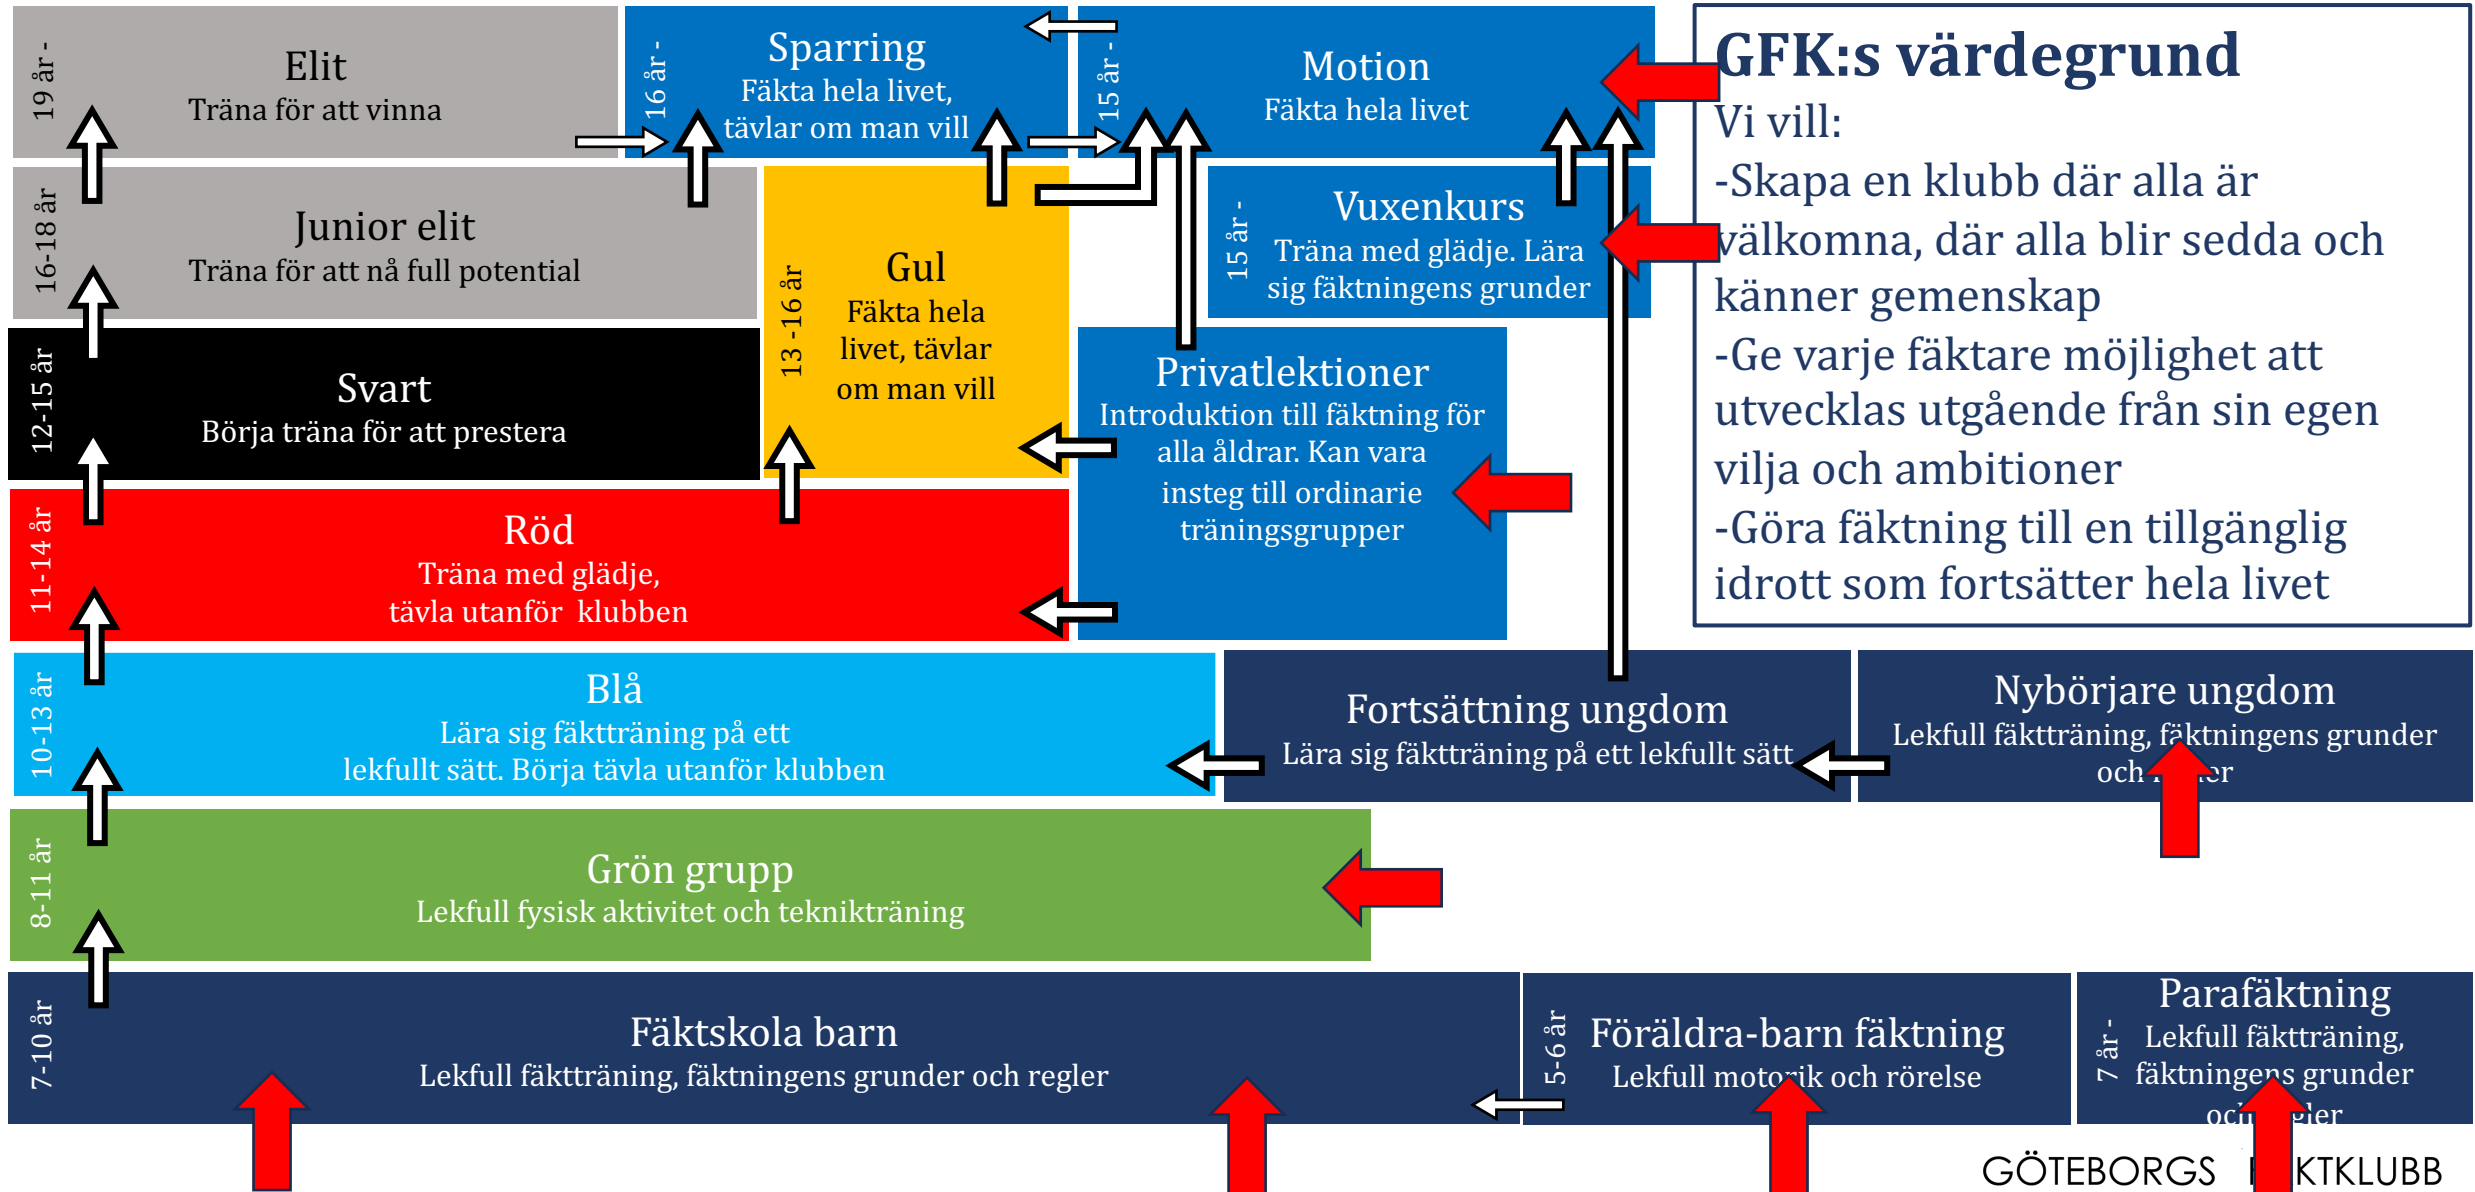 19 år -
Elit
Träna för att vinna
16 år -
Sparring
Fäkta hela livet,
tävlar om man vill
15 år -
Motion
Fäkta hela livet
GFK:s värdegrund
Vi vill:
-Skapa en klubb där alla är
välkomna, där alla blir sedda och
känner gemenskap
-Ge varje fäktare möjlighet att
utvecklas utgående från sin egen
vilja och ambitioner
-Göra fäktning till en tillgänglig
idrott som fortsätter hela livet
16-18 år
Junior elit
Träna för att nå full potential
13 -16 år
Gul
Fäkta hela
livet, tävlar
om man vill
15 år -
Vuxenkurs
Träna med glädje. Lära
sig fäktningens grunder
12-15 år
Svart
Börja träna för att prestera
Privatlektioner
Introduktion till fäktning för
alla åldrar. Kan vara
insteg till ordinarie
träningsgrupper
11-14 år
Röd
Träna med glädje,
tävla utanför klubben
10-13 år
Blå
Lära sig fäktträning på ett
lekfullt sätt. Börja tävla utanför klubben
Fortsättning ungdom
Lära sig fäktträning på ett lekfullt sätt
Nybörjare ungdom
Lekfull fäktträning, fäktningens grunder
och
8-11 år
Grön grupp
Lekfull fysisk aktivitet och teknikträning
7-10 år
Fäktskola barn
Lekfull fäktträning, fäktningens grunder och regler
5-6 år
Föräldra-barn fäktning
Lekfull motorik och rörelse
7 år -
Parafäktning
Lekfull fäktträning,
fäktningens grunder
GÖTEBORGS